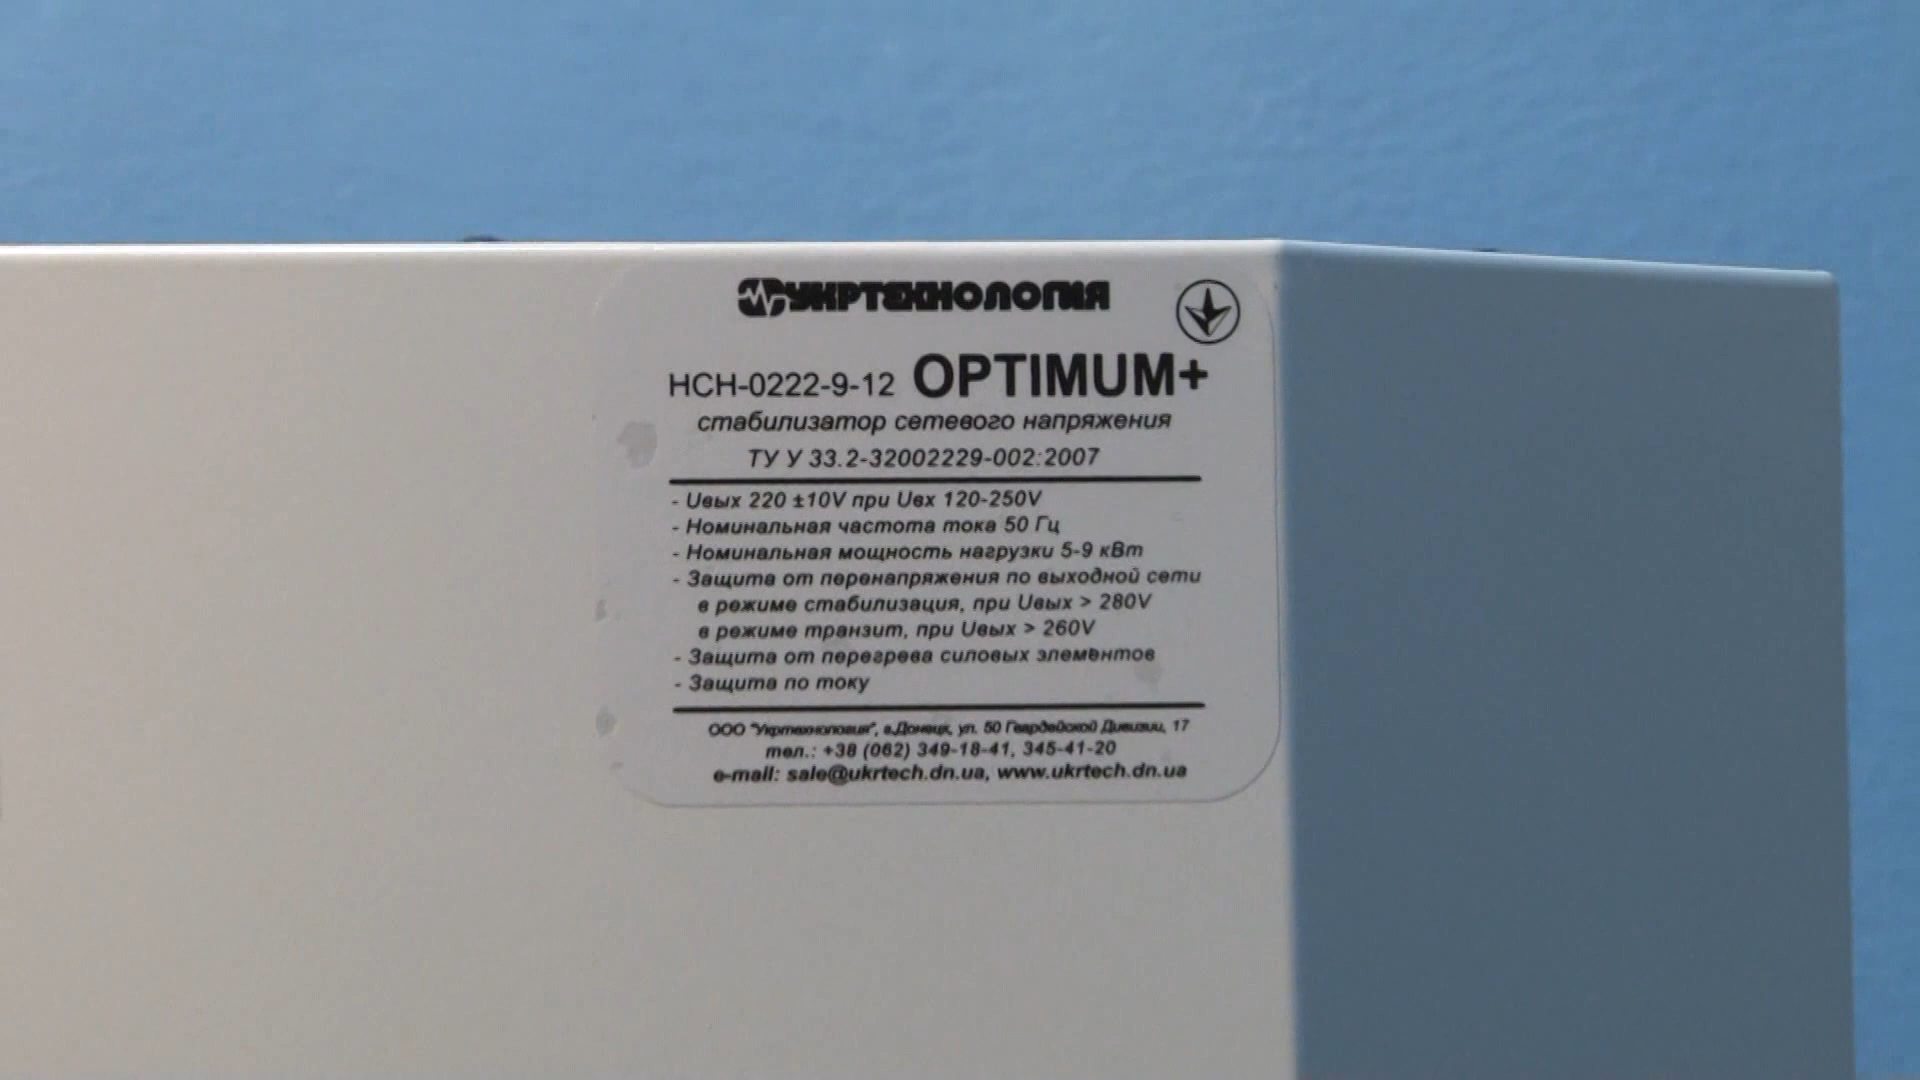 УКРТЕХНОЛОГІЯ
НСН-0222-9-12 OPTIMUM+
стабилизатор сетевого напряжения
ТУ У 33.2-32002229-002:2007
- Uвых 220 ±10V при Uвх 120-250V
- Номинальная частота тока 50 Гц
- Номинальная мощность нагрузки 5-9 кВт
- Защита от перенапряжения по выходной сети
в режиме стабилизация, при Uвых > 280V
в режиме транзит, при Uвых > 260V
- Защита от перегрева силовых элементов
- Защита по току
ООО "Укртехнология", г.Донецк, ул. 50 Гвардейской Дивизии, 17
тел.: +38 (062) 349-18-41, 345-41-20
e-mail: sale@ukrtech.dn.ua, www.ukrtech.dn.ua